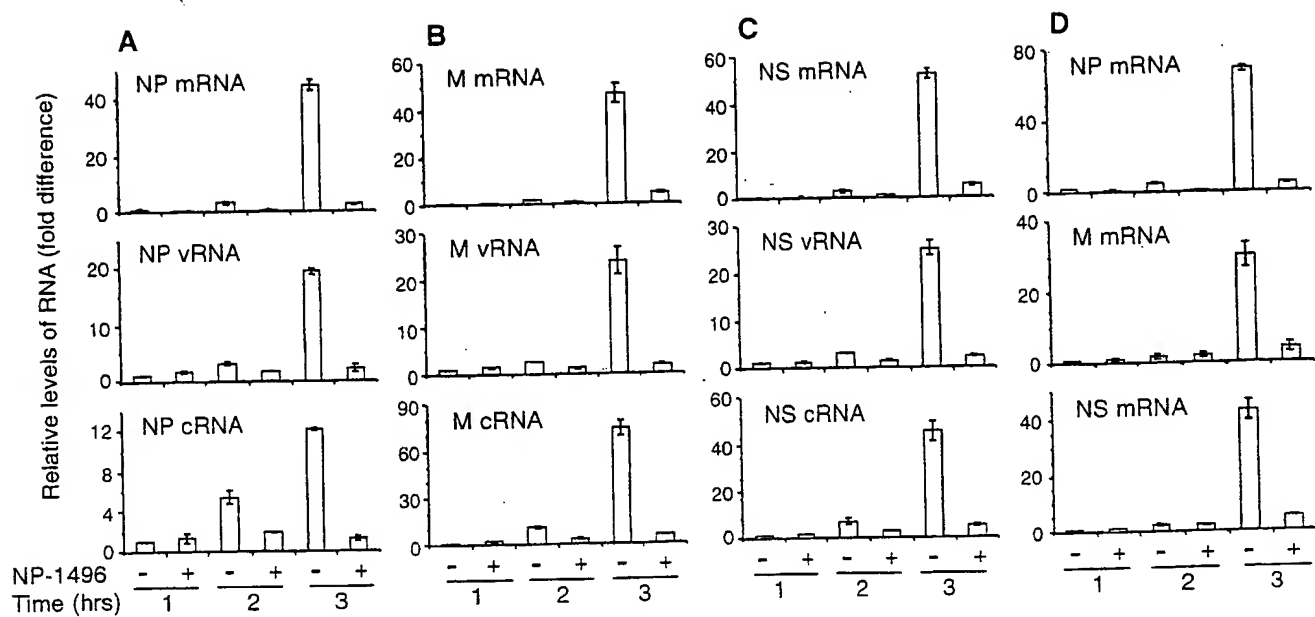 A
B
C
D
Relative levels of RNA (fold difference)
NP mRNA
40
20
0
M mRNA
60
40
20
0
NS mRNA
60
40
20
0
NP mRNA
80
40
0
NP vRNA
20
10
0
M vRNA
30
20
10
0
NS vRNA
30
20
10
0
M mRNA
40
20
0
NP cRNA
12
8
4
0
M cRNA
90
60
30
0
NS cRNA
60
40
20
0
NS mRNA
40
20
0
NP-1496 - + - + - + - + - + - + - + - + - + - + - + - +
Time (hrs) 1 2 3 1 2 3 1 2 3 1 2 3